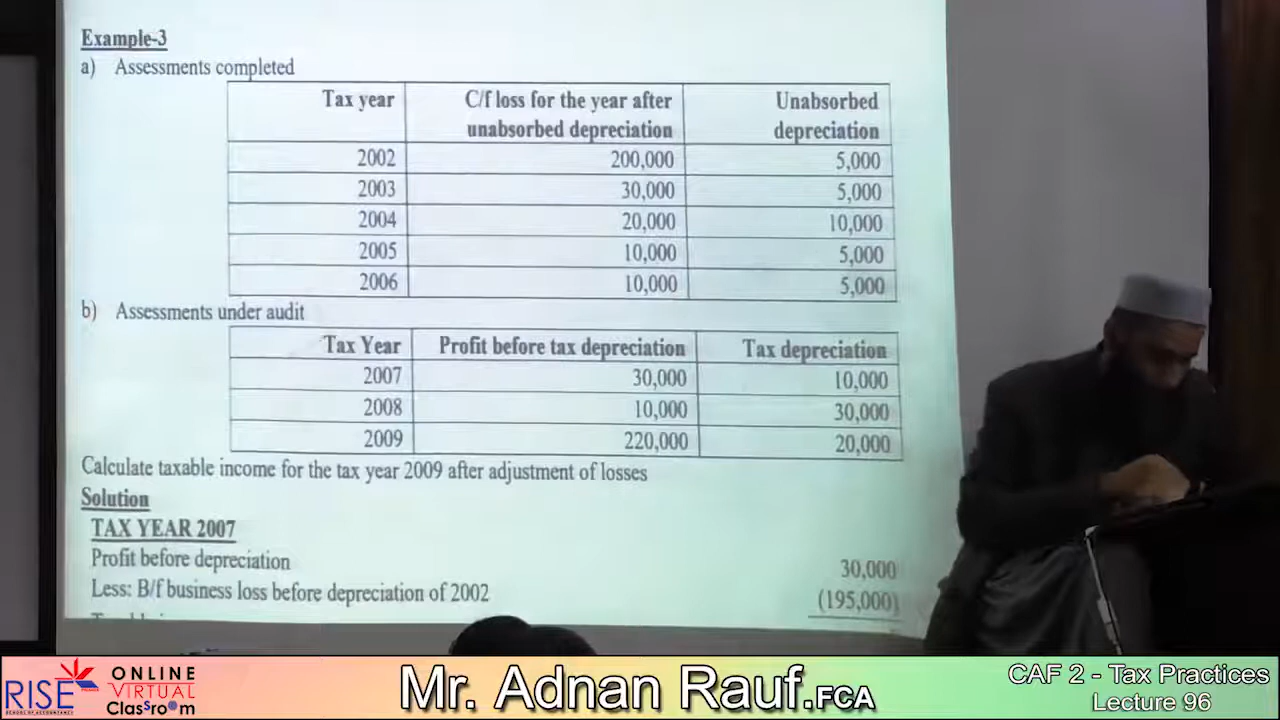 Example-3
a) Assessments completed
Tax year C/f loss for the year after unabsorbed depreciation Unabsorbed depreciation
2002 200,000 5,000
2003 30,000 5,000
2004 20,000 10,000
2005 10,000 5,000
2006 10,000 5,000
b) Assessments under audit
Tax Year Profit before tax depreciation Tax depreciation
2007 30,000 10,000
2008 10,000 30,000
2009 220,000 20,000
Calculate taxable income for the tax year 2009 after adjustment of losses
Solution
TAX YEAR 2007
Profit before depreciation 30,000
Less: B/f business loss before depreciation of 2002 (195,000)
RISE
SCHOOL OF ACCOUNTANCY
ONLINE
VIRTUAL
ClasSroom
Mr. Adnan Rauf.FCA
CAF 2 - Tax Practices
Lecture 96